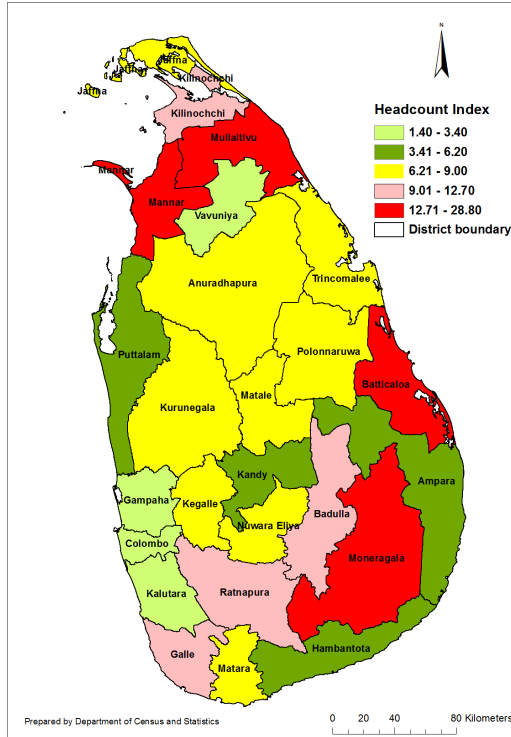 N
Jaffna
Jaffna
Jaffna
Kilinochchi
Kilinochchi
Headcount Index
1.40 - 3.40
3.41 - 6.20
6.21 - 9.00
9.01 - 12.70
12.71 - 28.80
District boundary
Mullaitivu
Mannar
Mannar
Vavuniya
Anuradhapura
Trincomalee
Puttalam
Polonnaruwa
Batticaloa
Kurunegala
Matale
Kandy
Ampara
Gampaha
Kegalle
Badulla
Nuwara Eliya
Colombo
Moneragala
Kalutara
Ratnapura
Hambantota
Galle
Matara
Prepared by Department of Census and Statistics
0 20 40 80 Kilometers